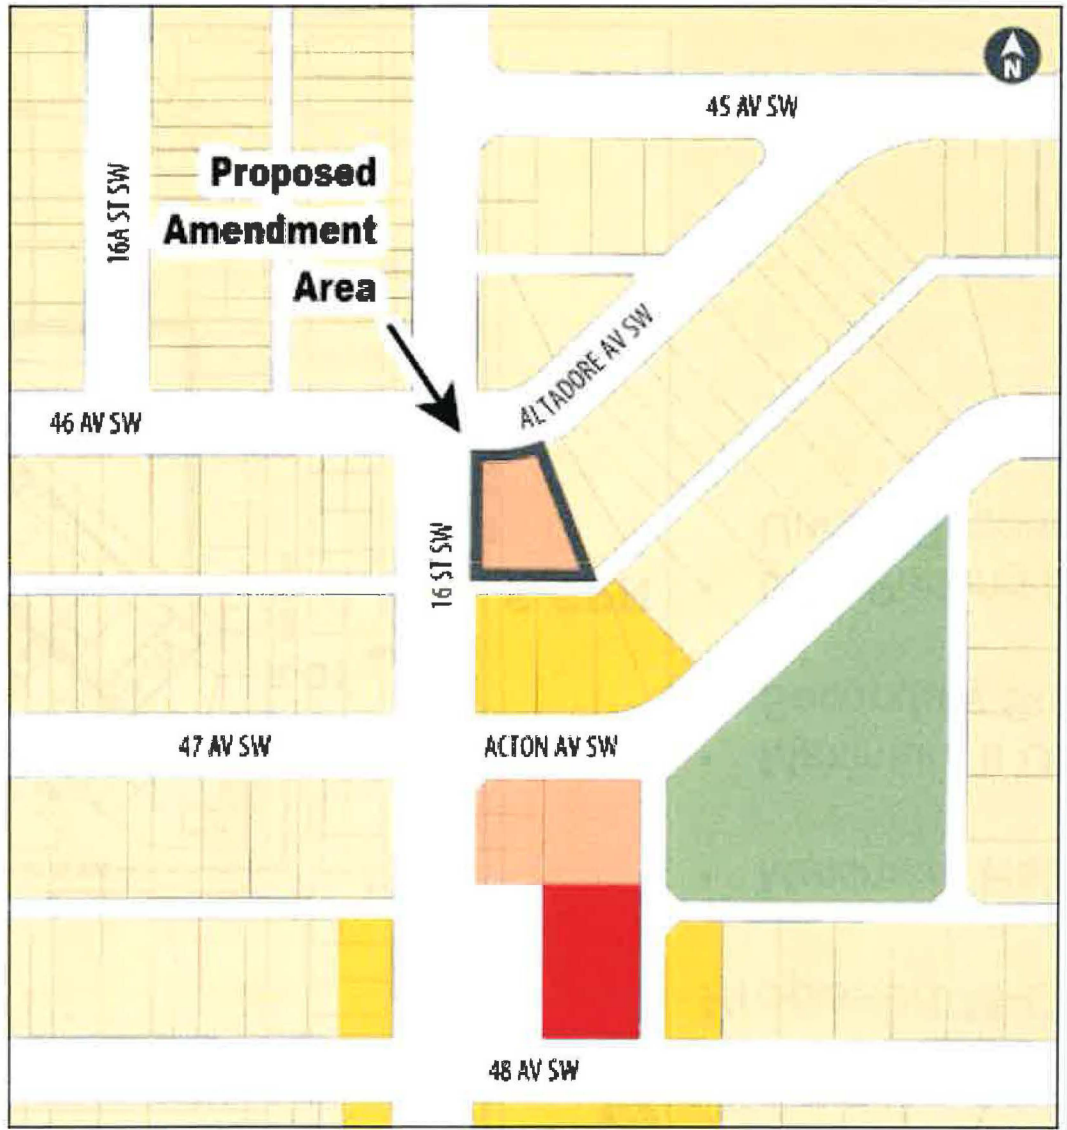 N
45 AV SW
16A ST SW
Proposed
Amendment
Area
ALTADORE AV SW
46 AV SW
16 ST SW
47 AV SW
ACTON AV SW
48 AV SW